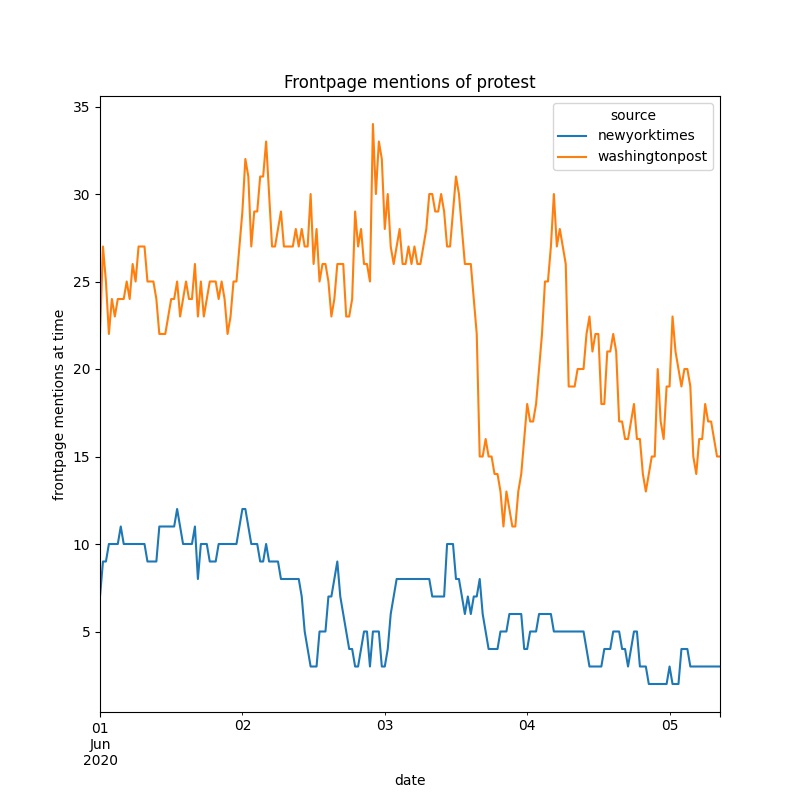 Frontpage mentions of protest
source
newyorktimes
washingtonpost
frontpage mentions at time
35
30
25
20
15
10
5
01 02 03 04 05
Jun
2020
date